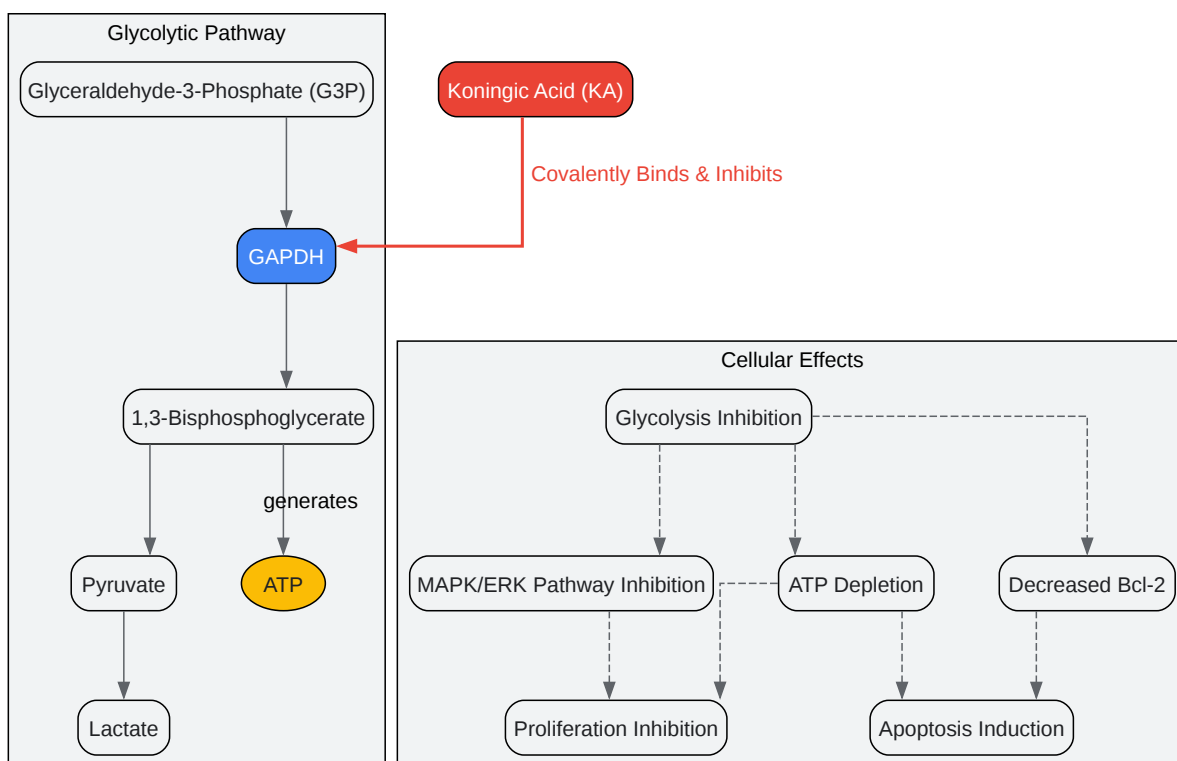 Glycolytic Pathway
Glyceraldehyde-3-Phosphate (G3P)
Koningic Acid (KA)
Covalently Binds & Inhibits
GAPDH
1,3-Bisphosphoglycerate
generates
Pyruvate
ATP
Lactate
Cellular Effects
Glycolysis Inhibition
MAPK/ERK Pathway Inhibition
ATP Depletion
Decreased Bcl-2
Proliferation Inhibition
Apoptosis Induction